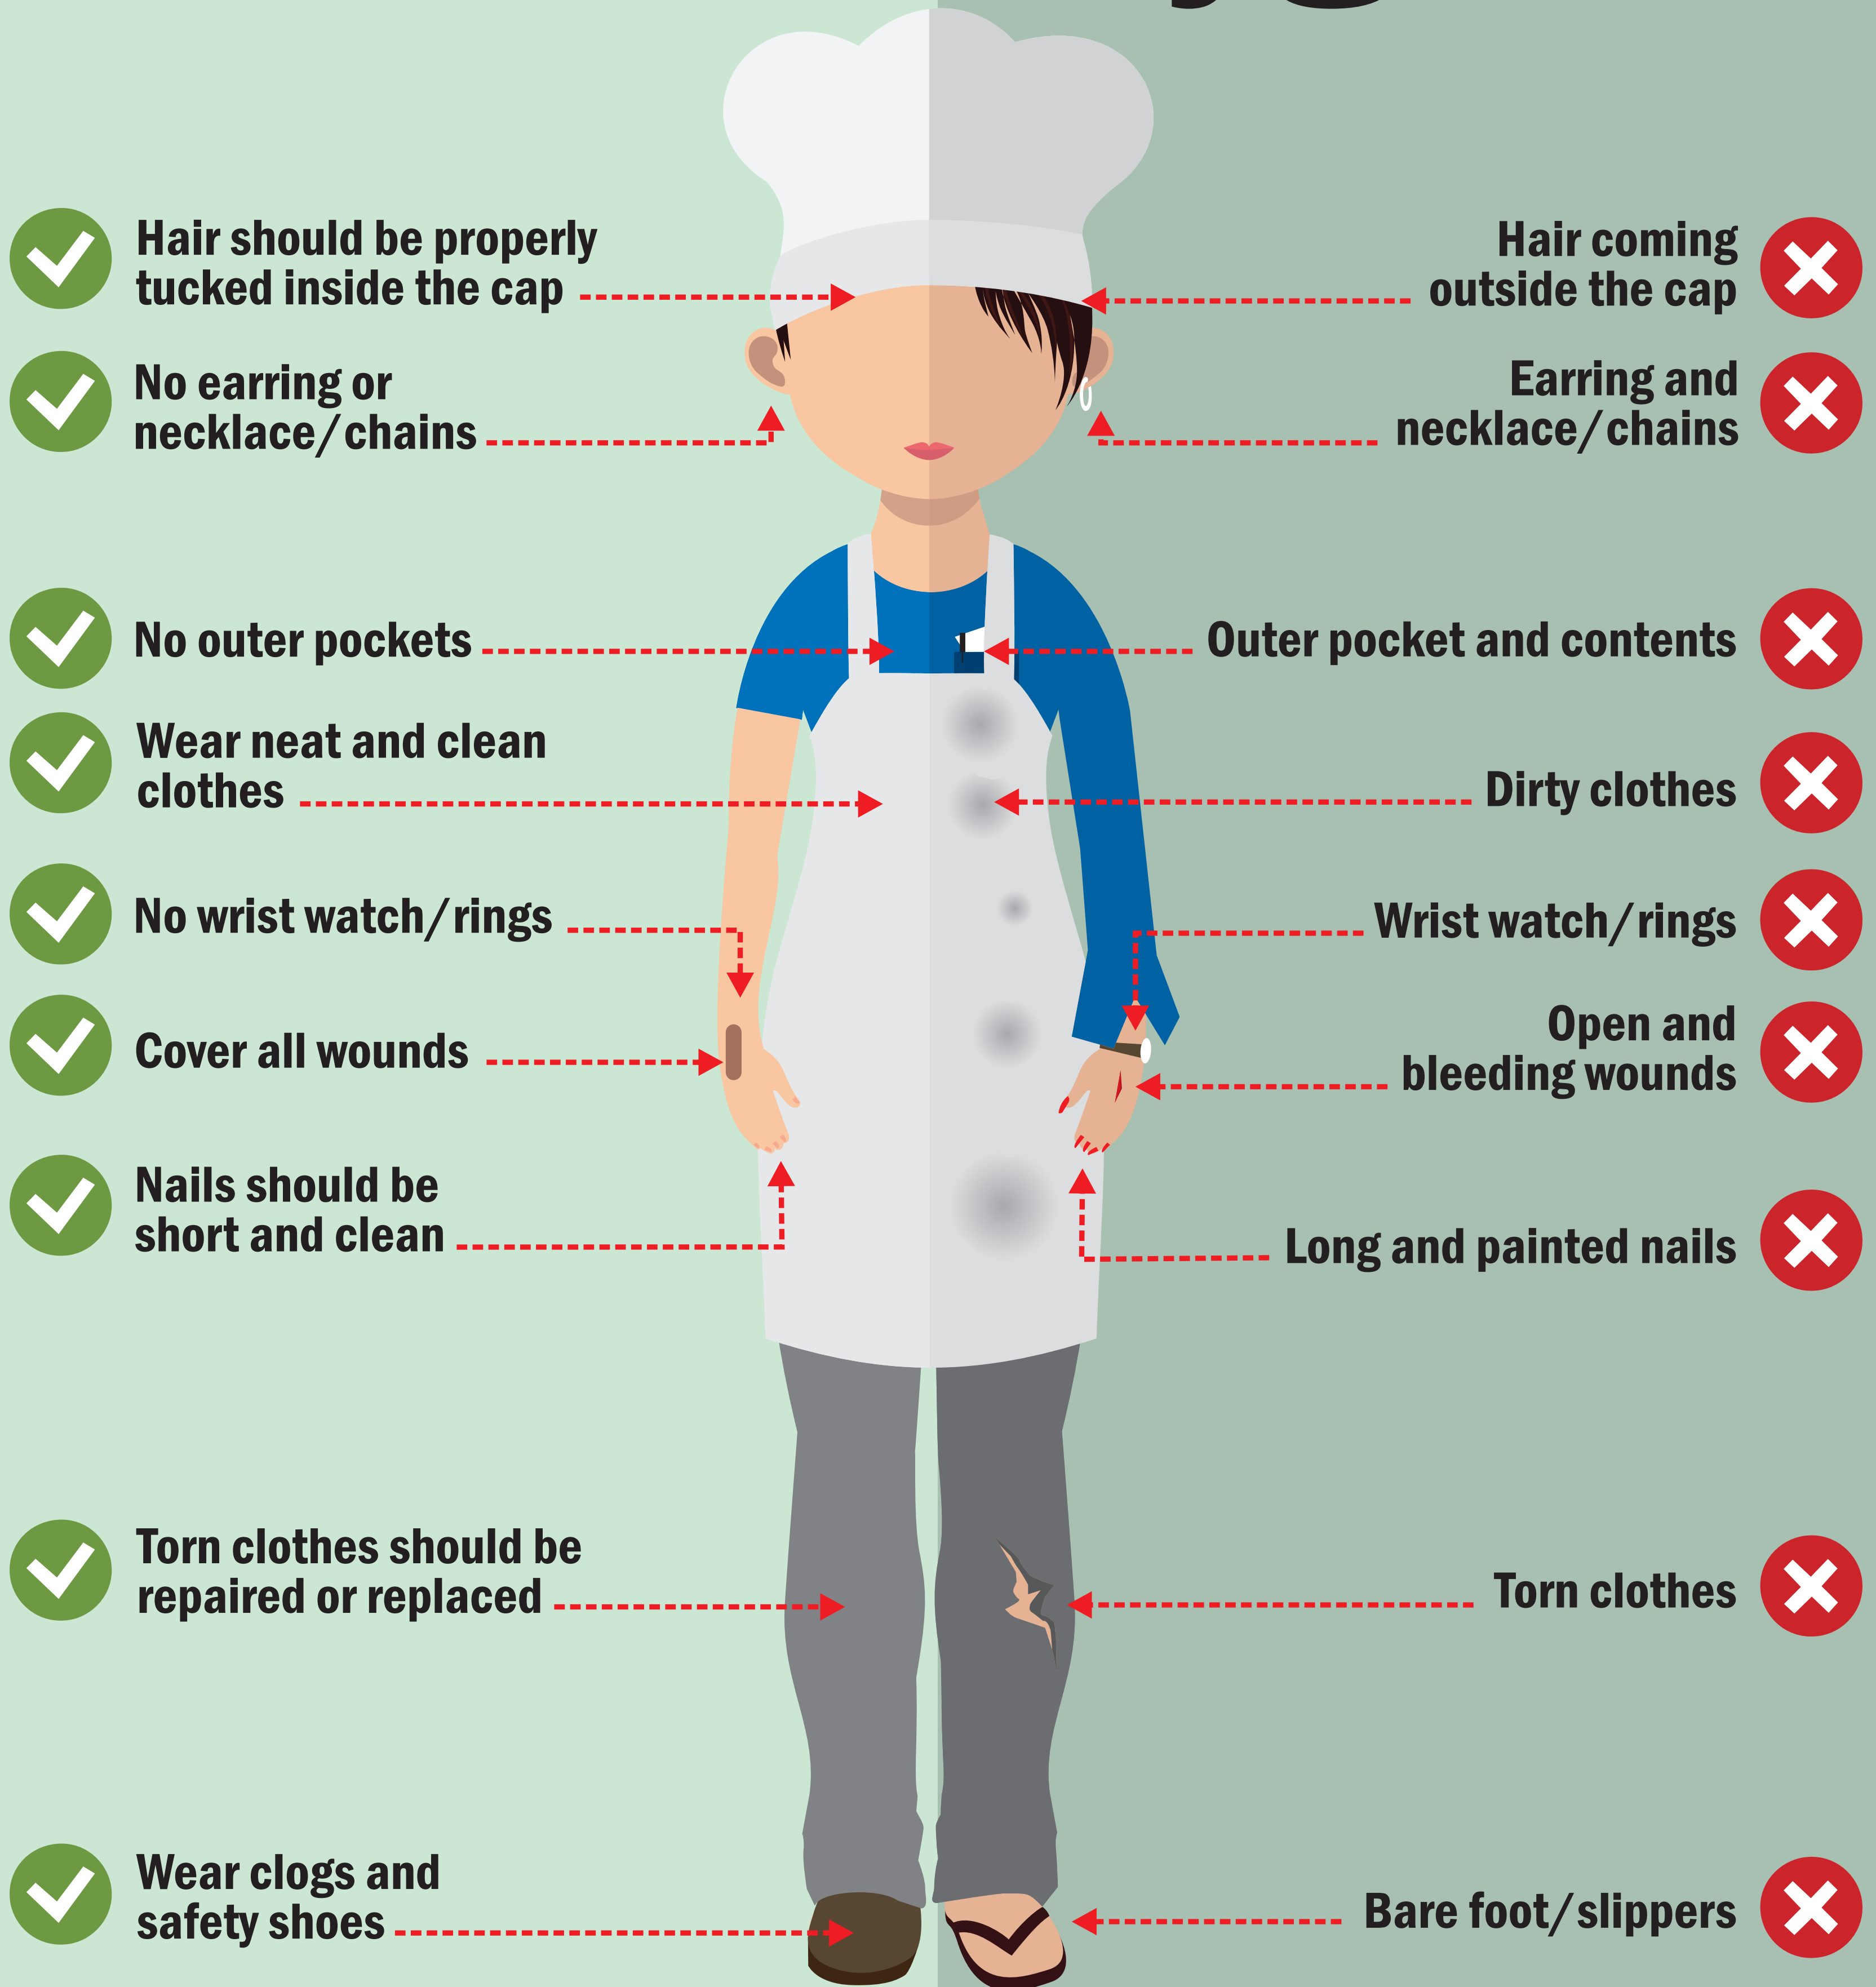 Hair should be properly
tucked inside the cap
No earring or
necklace/chains
No outer pockets
Wear neat and clean
clothes
No wrist watch/rings
Cover all wounds
Nails should be
short and clean
Torn clothes should be
repaired or replaced
Wear clogs and
safety shoes
Hair coming
outside the cap
Earring and
necklace/chains
Outer pocket and contents
Dirty clothes
Wrist watch/rings
Open and
bleeding wounds
Long and painted nails
Torn clothes
Bare foot/slippers